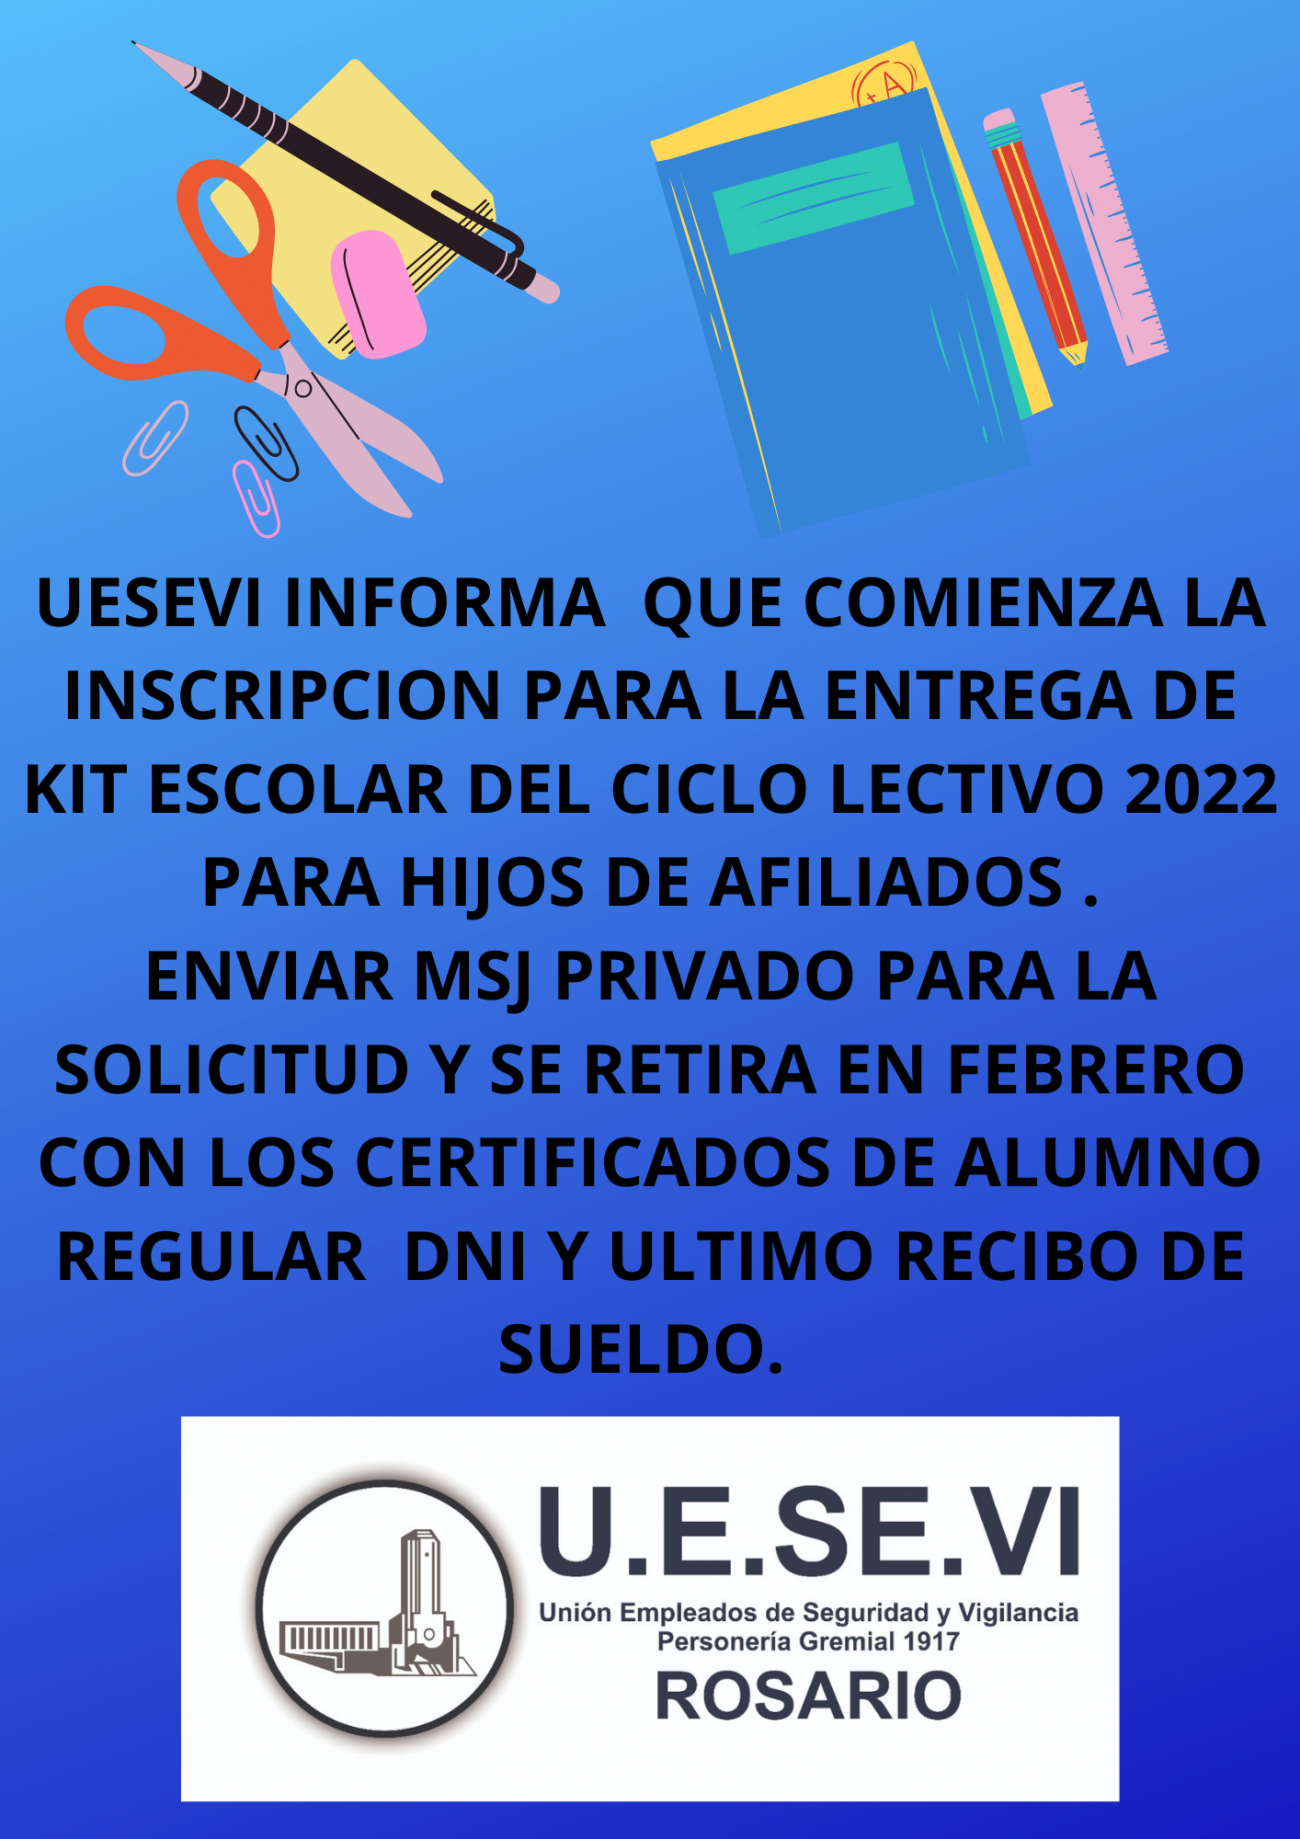 A+
UESEVI INFORMA  QUE COMIENZA LA
INSCRIPCION PARA LA ENTREGA DE
KIT ESCOLAR DEL CICLO LECTIVO 2022
PARA HIJOS DE AFILIADOS .
ENVIAR MSJ PRIVADO PARA LA
SOLICITUD Y SE RETIRA EN FEBRERO
CON LOS CERTIFICADOS DE ALUMNO
REGULAR  DNI Y ULTIMO RECIBO DE
SUELDO.
U.E.SE.VI
Unión Empleados de Seguridad y Vigilancia
Personería Gremial 1917
ROSARIO